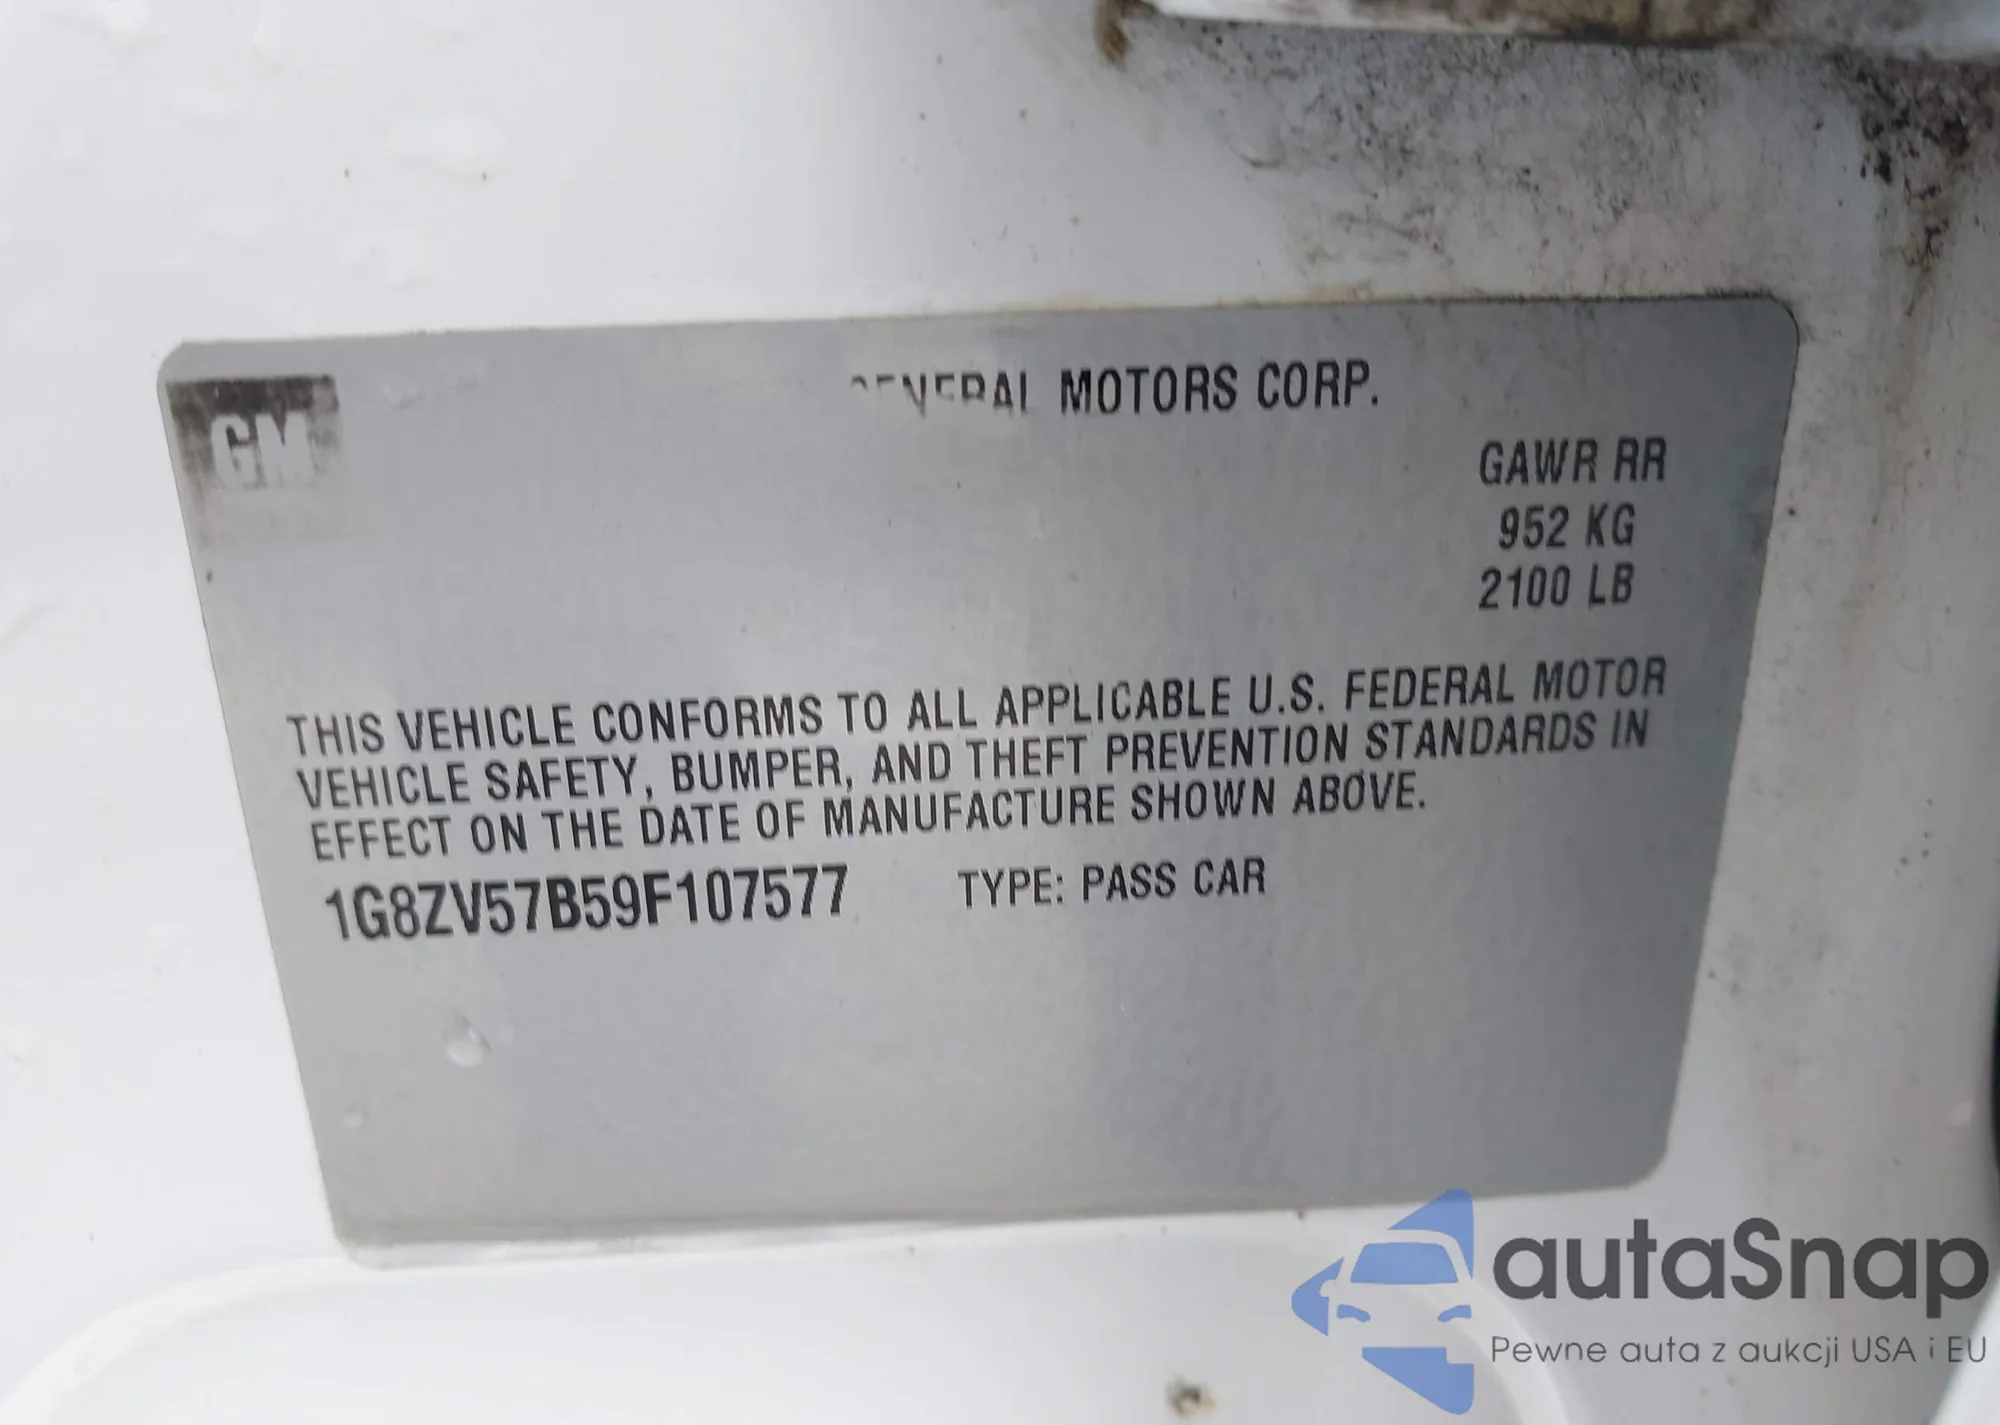 GENERAL MOTORS CORP.
GM
GAWR RR
952 KG
2100 LB
THIS VEHICLE CONFORMS TO ALL APPLICABLE U.S. FEDERAL MOTOR
VEHICLE SAFETY, BUMPER, AND THEFT PREVENTION STANDARDS IN
EFFECT ON THE DATE OF MANUFACTURE SHOWN ABOVE.
1G8ZV57B59F107577 TYPE: PASS CAR
autaSnap
Pewne auta z aukcji USA i EU